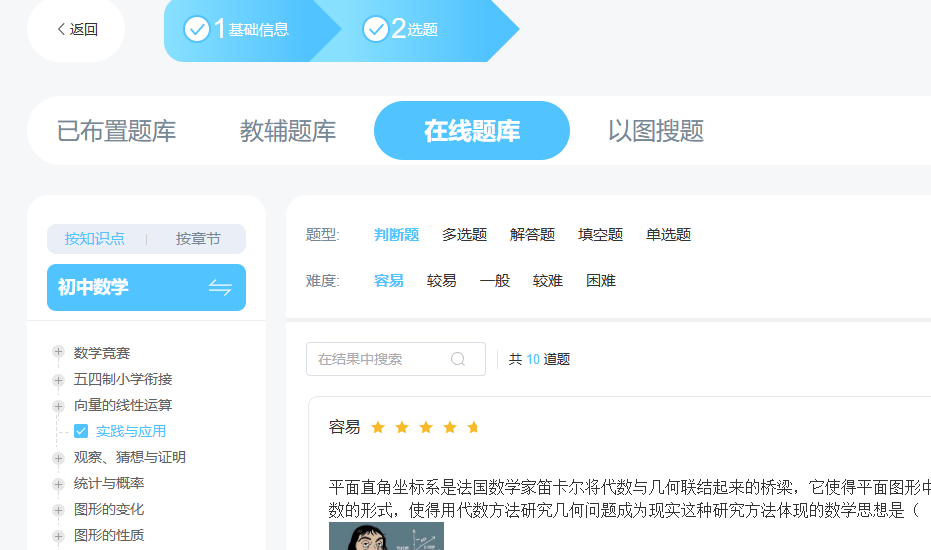 返回
1 基础信息
2 选题
已布置题库 教辅题库 在线题库 以图搜题
按知识点 按章节
初中数学
数学竞赛
五四制小学衔接
向量的线性运算
实践与应用
观察、猜想与证明
统计与概率
图形的变化
图形的性质
题型: 判断题 多选题 解答题 填空题 单选题
难度: 容易 较易 一般 较难 困难
在结果中搜索 共 10 道题
容易
平面直角坐标系是法国数学家笛卡尔将代数与几何联结起来的桥梁，它使得平面图形中
数的形式，使得用代数方法研究几何问题成为现实这种研究方法体现的数学思想是（